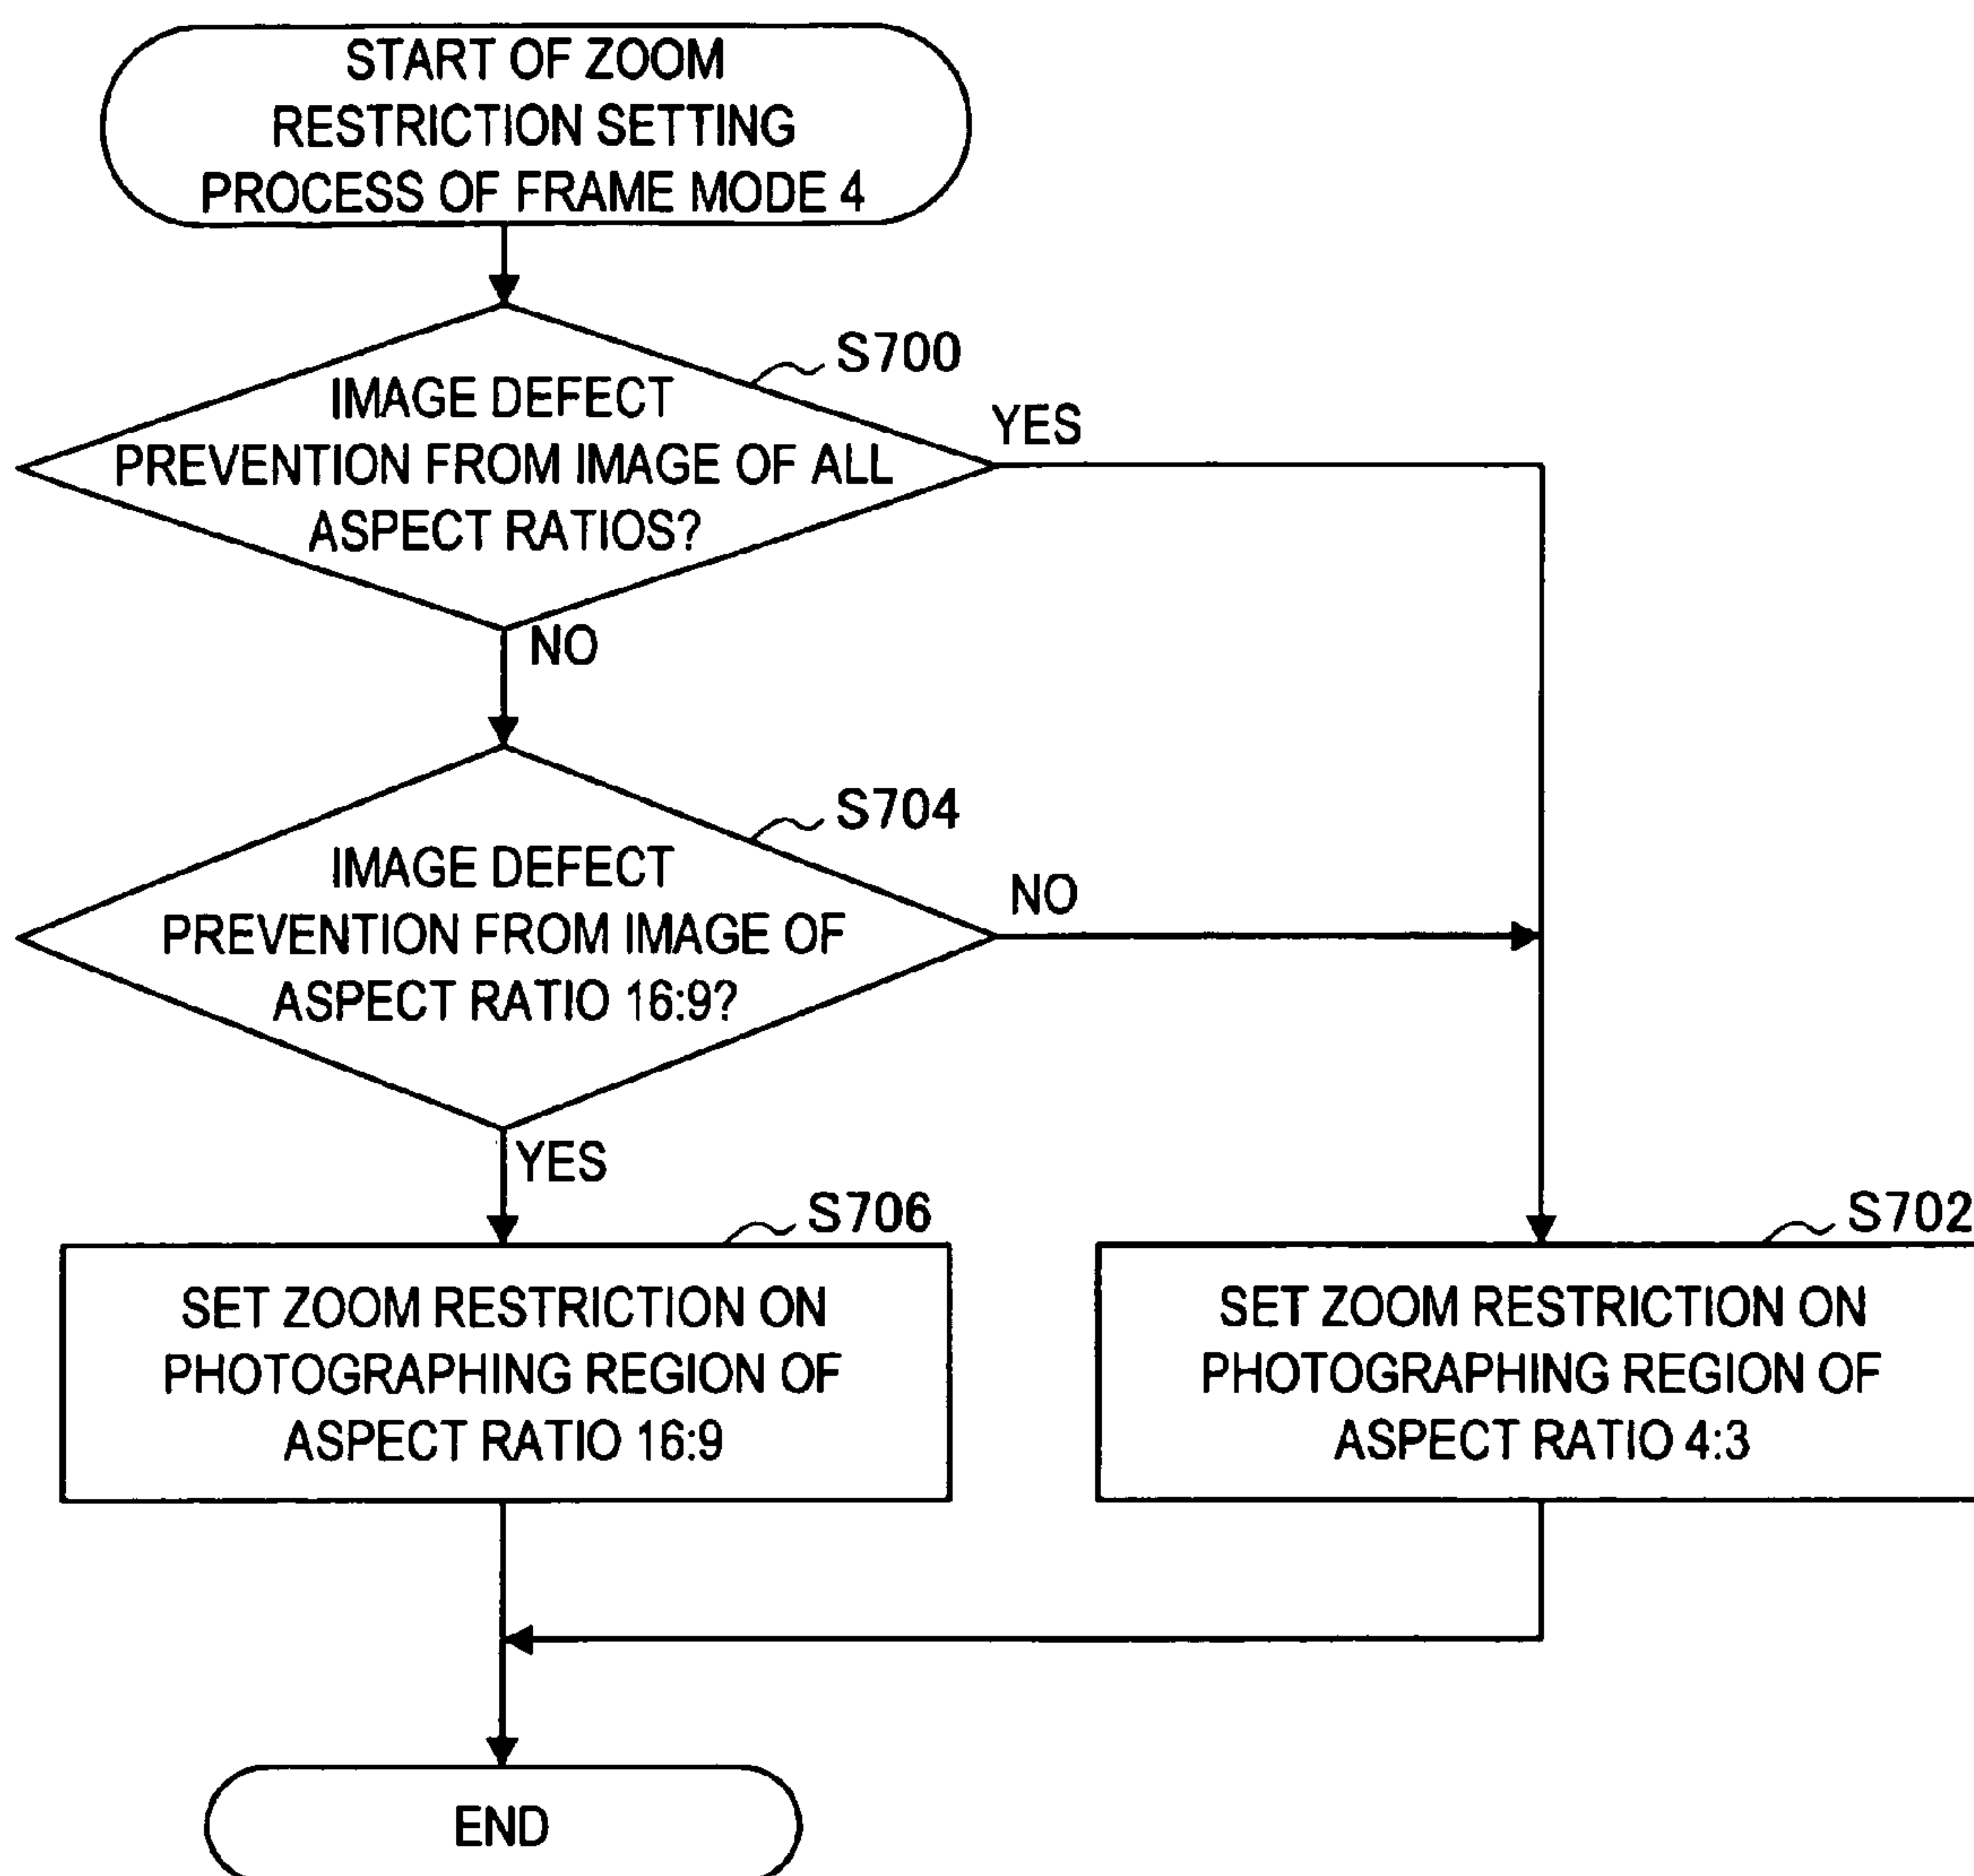 START OF ZOOM
RESTRICTION SETTING
PROCESS OF FRAME MODE 4
S700
IMAGE DEFECT
PREVENTION FROM IMAGE OF ALL
ASPECT RATIOS?
YES
NO
S704
IMAGE DEFECT
PREVENTION FROM IMAGE OF
ASPECT RATIO 16:9?
NO
YES
S706
SET ZOOM RESTRICTION ON
PHOTOGRAPHING REGION OF
ASPECT RATIO 16:9
S702
SET ZOOM RESTRICTION ON
PHOTOGRAPHING REGION OF
ASPECT RATIO 4:3
END